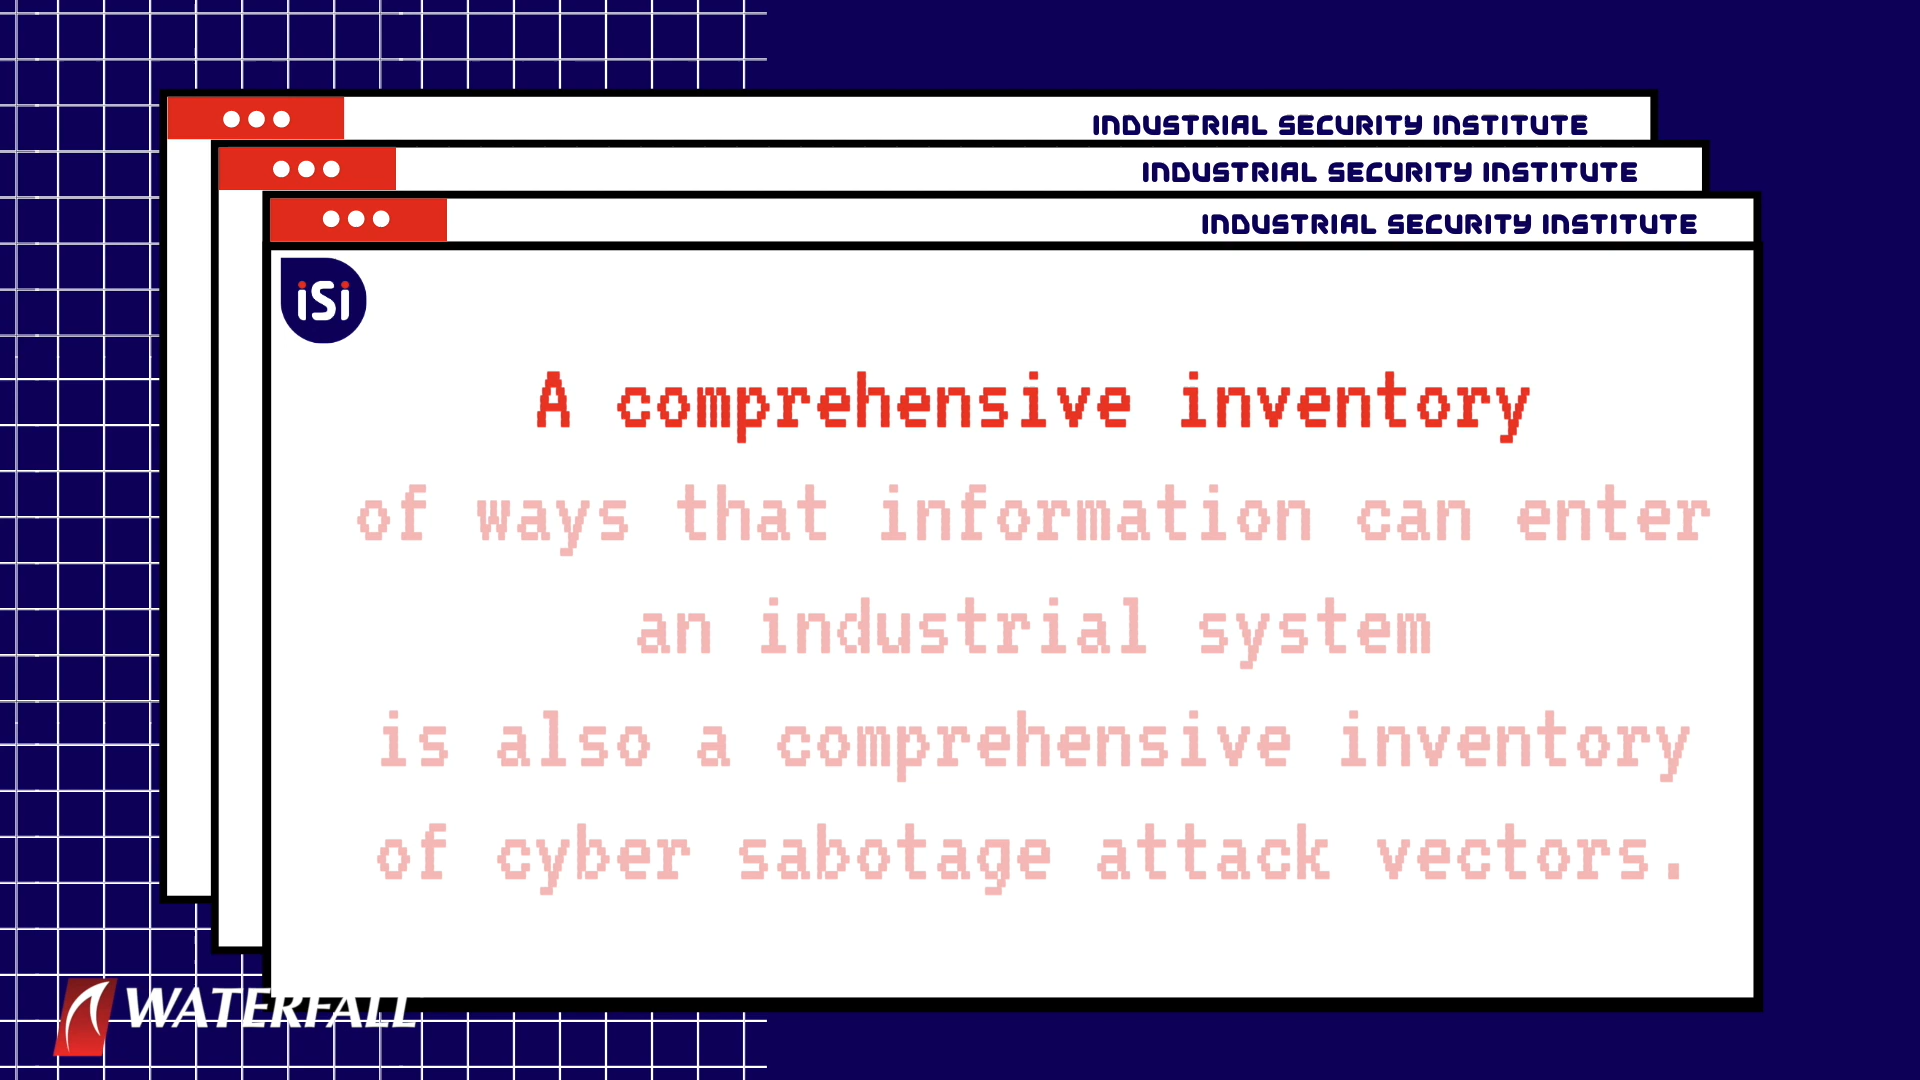 INDUSTRIAL SECURITY INSTITUTE
INDUSTRIAL SECURITY INSTITUTE
INDUSTRIAL SECURITY INSTITUTE
iSi
A comprehensive inventory
of ways that information can enter
an industrial system
is also a comprehensive inventory
of cyber sabotage attack vectors.
WATERFALL